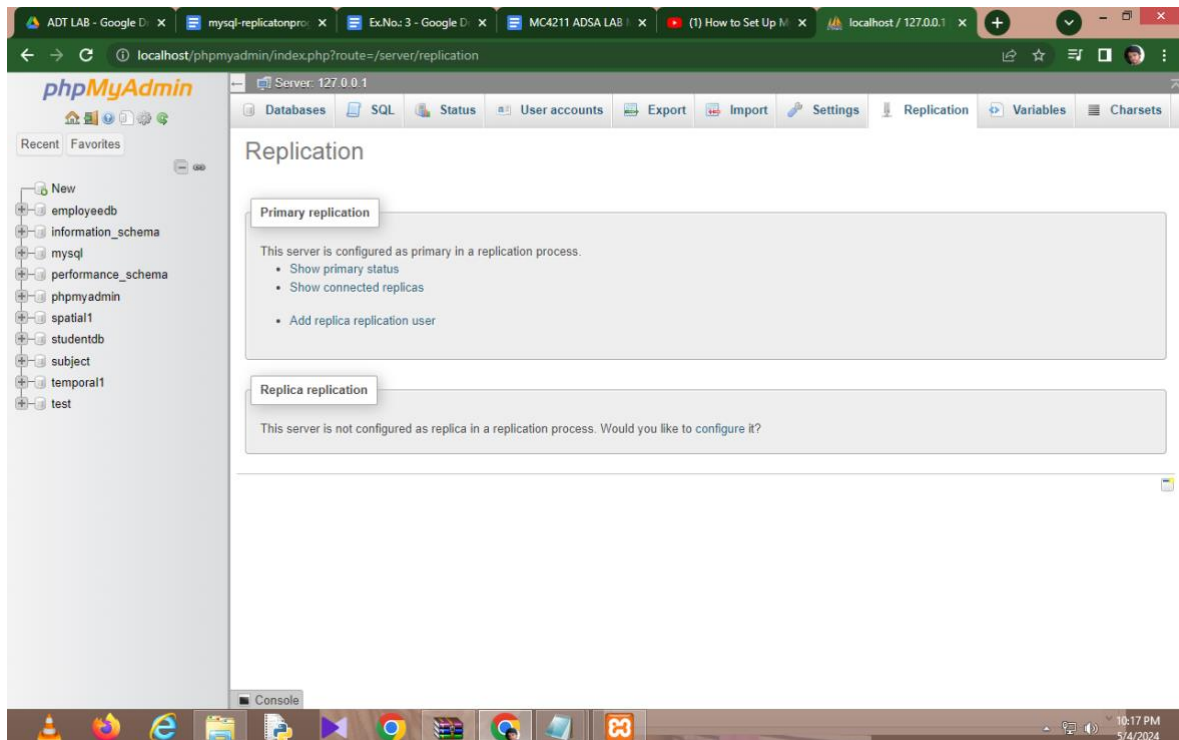 ADT LAB - Google Dr
mysql-replicatonproc
Ex.No.: 3 - Google Do
MC4211 ADSA LAB M
(1) How to Set Up M
localhost / 127.0.0.1
localhost/phpmyadmin/index.php?route=/server/replication
phpMyAdmin
Server: 127.0.0.1
Databases SQL Status User accounts Export Import Settings Replication Variables Charsets
Recent Favorites
New
employeedb
information_schema
mysql
performance_schema
phpmyadmin
spatial1
studentdb
subject
temporal1
test
Replication
Primary replication
This server is configured as primary in a replication process.
• Show primary status
• Show connected replicas
• Add replica replication user
Replica replication
This server is not configured as replica in a replication process. Would you like to configure it?
Console
10:17 PM
5/4/2024